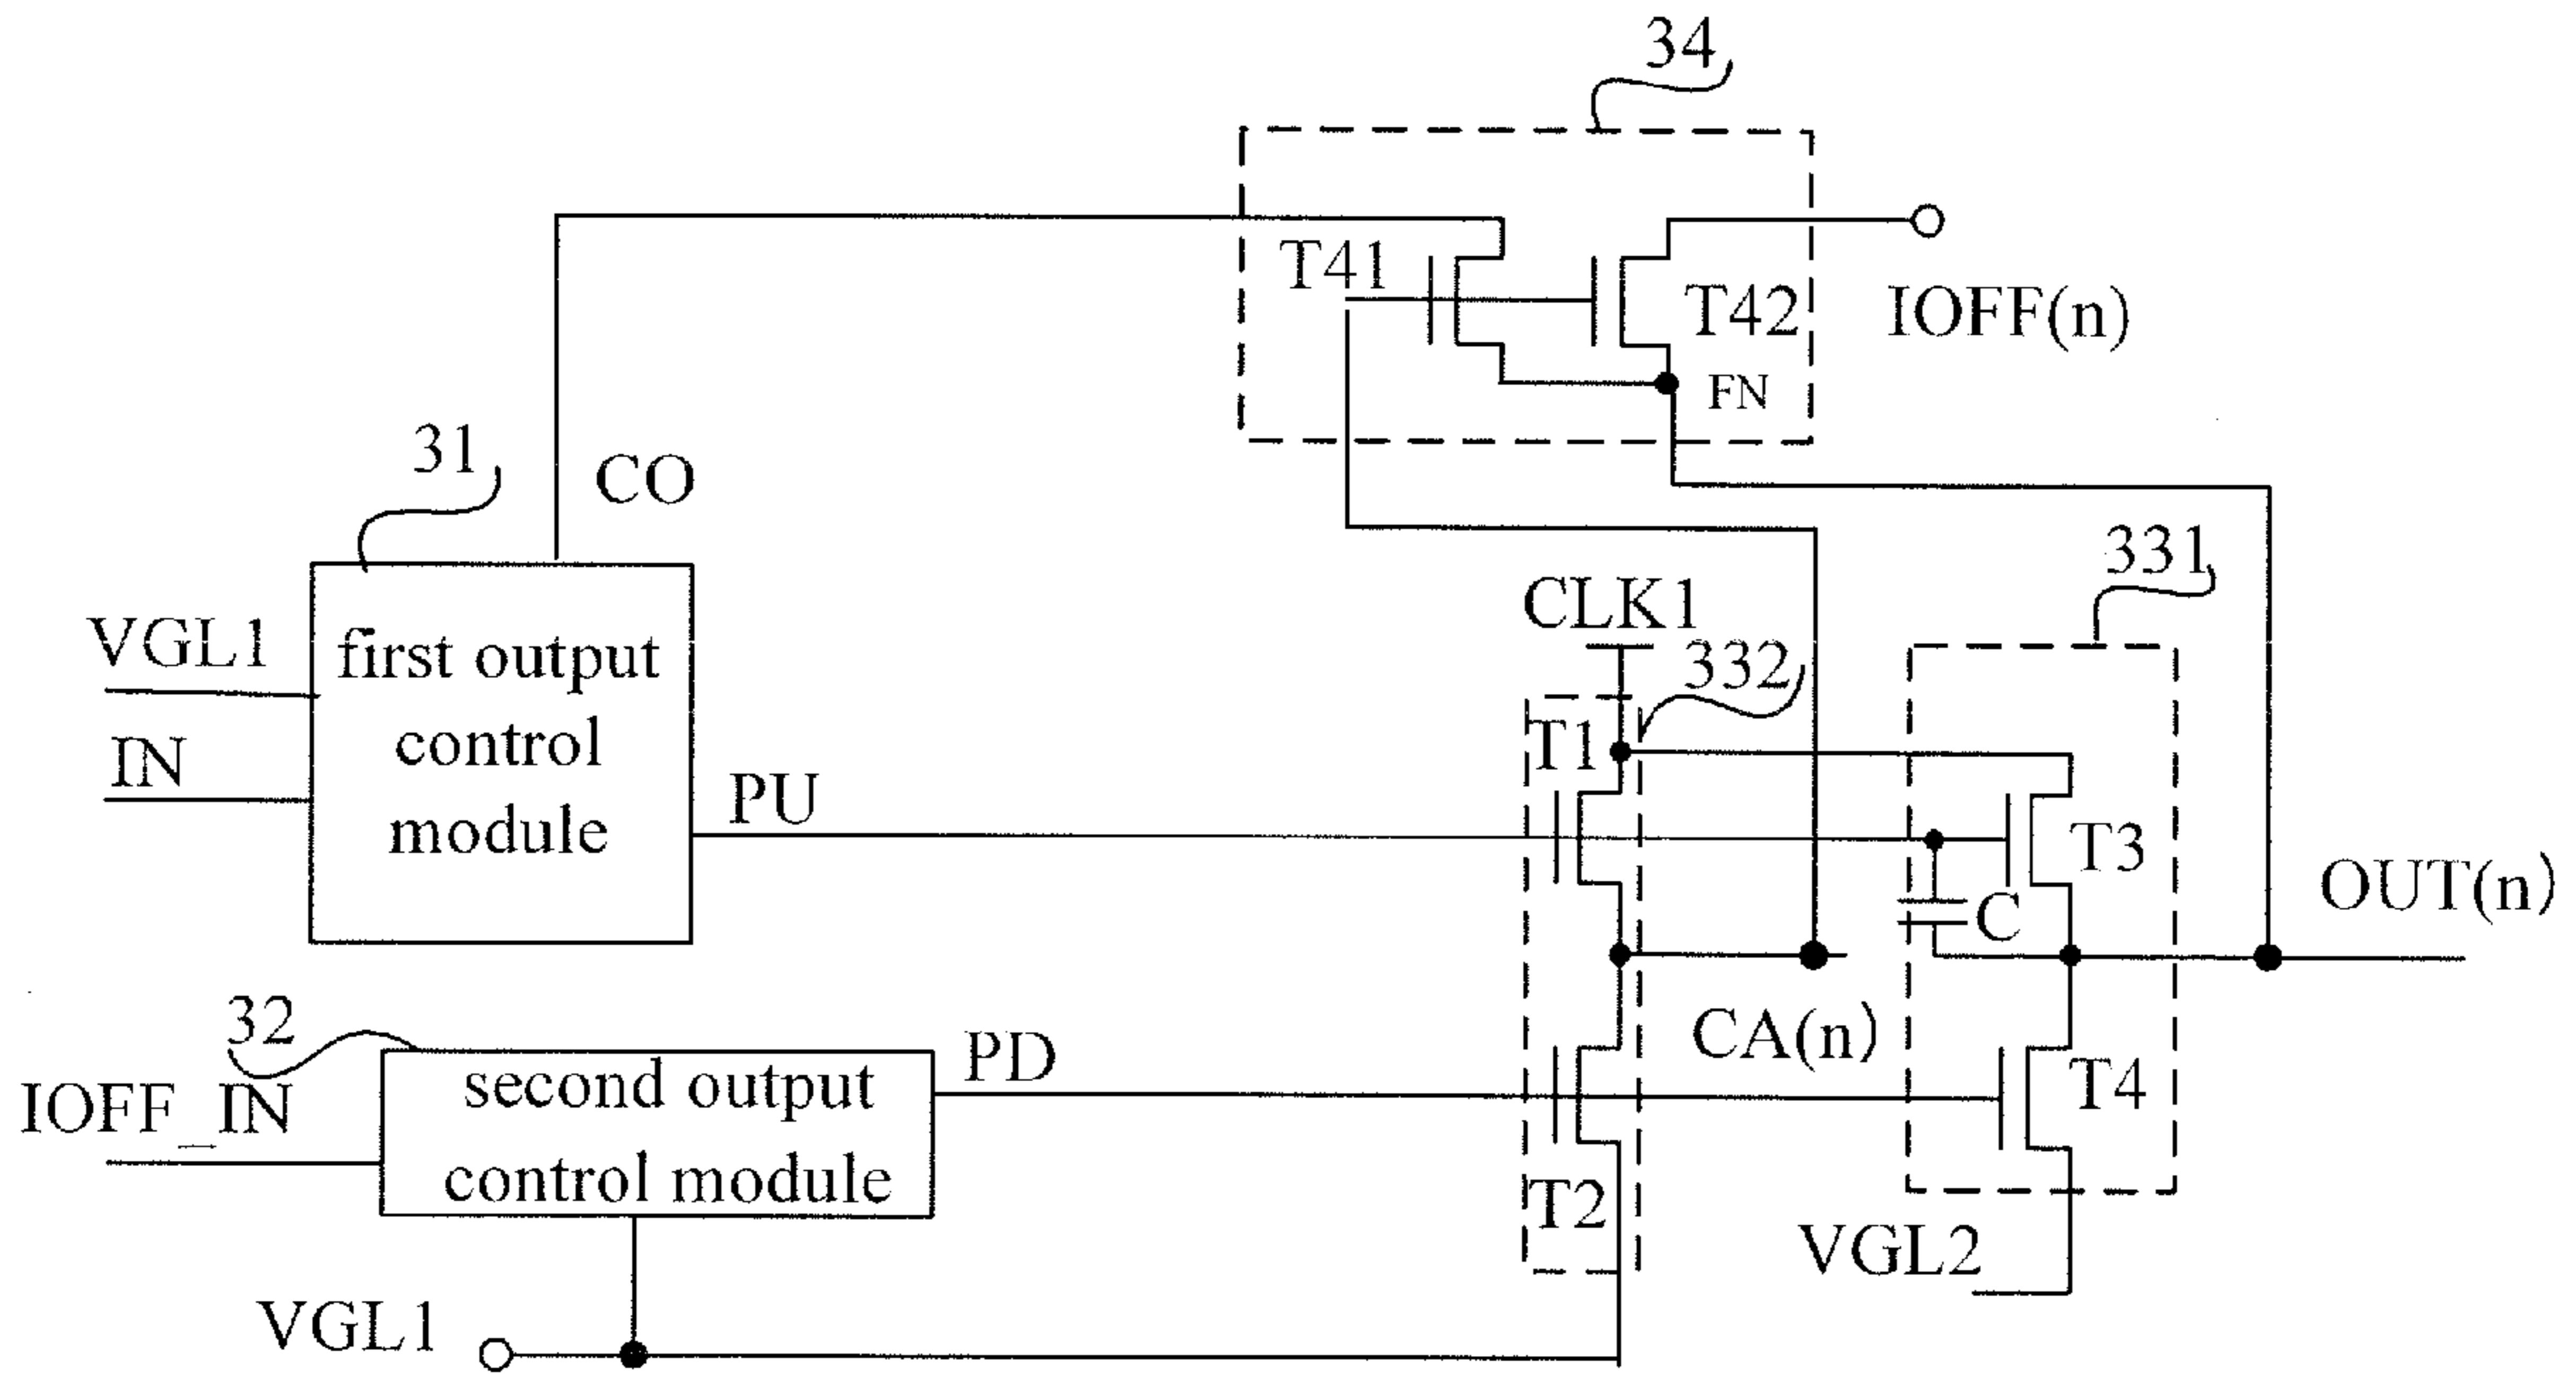 34
T41
T42
IOFF(n)
FN
31
CO
331
CLK1
332
VGL1
first output
control
module
IN
T1
PU
T3
C
OUT(n)
32
PD
CA(n)
IOFF_IN
second output
control module
T4
T2
VGL2
VGL1